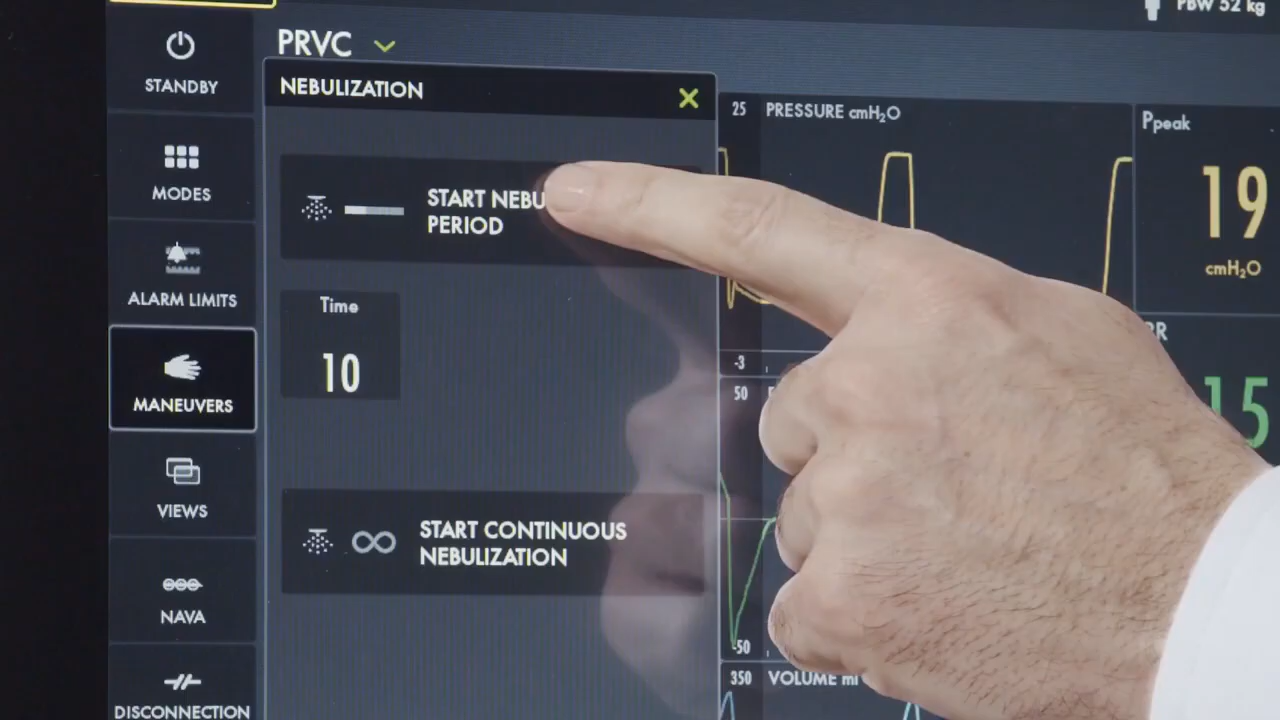 PBW 52 kg
STANDBY
MODES
ALARM LIMITS
MANEUVERS
VIEWS
NAVA
DISCONNECTION
PRVC
NEBULIZATION
START NEBU
PERIOD
Time
10
START CONTINUOUS
NEBULIZATION
25
PRESSURE cmH₂O
-3
50
-50
350
VOLUME ml
Ppeak
19
cmH₂O
15